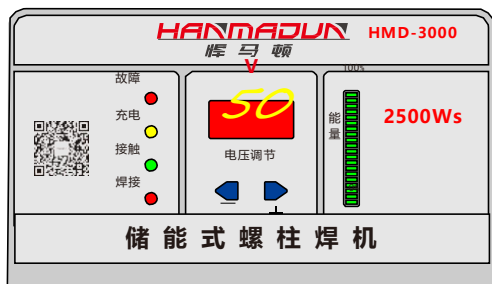 HANMADUN HMD-3000
悍马顿
V
100%
故障
50
充电
能量
2500Ws
接触
电压调节
焊接
储能式螺柱焊机